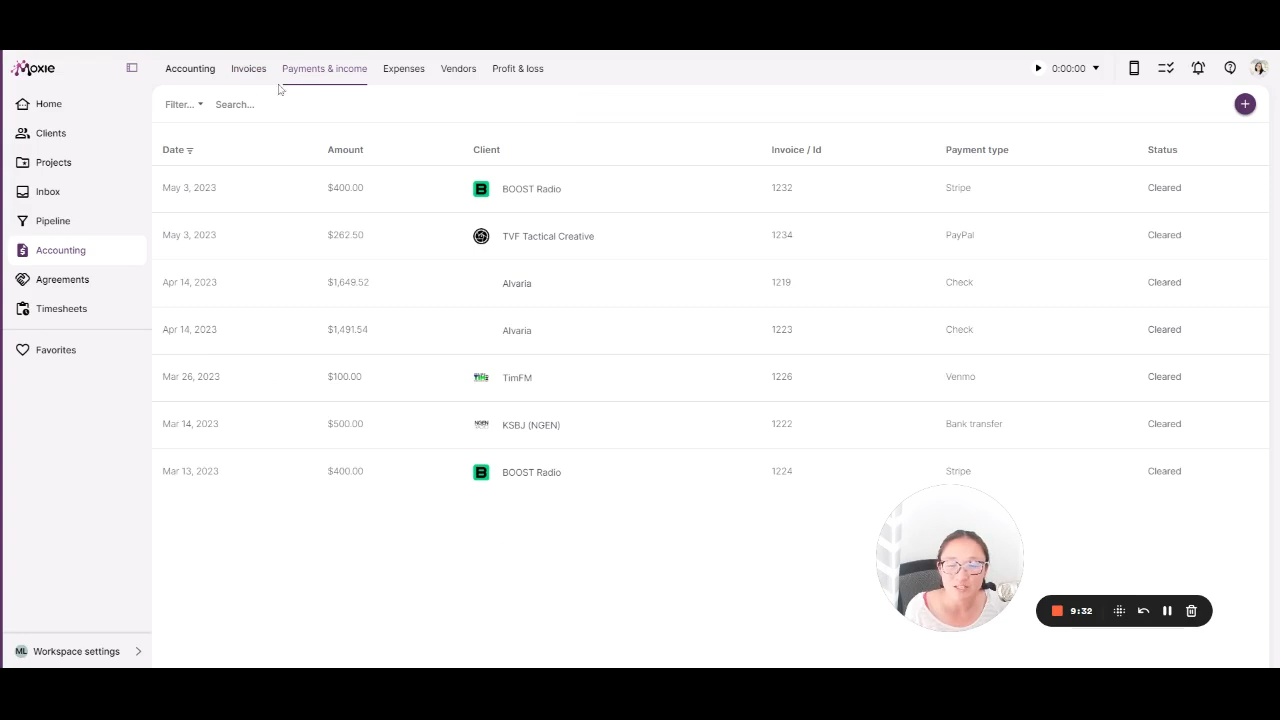 Moxie
Accounting Invoices Payments & income Expenses Vendors Profit & loss 0:00:00
Home
Clients
Projects
Inbox
Pipeline
Accounting
Agreements
Timesheets
Favorites
ML Workspace settings
Filter... Search...
Date Amount Client Invoice / Id Payment type Status
May 3, 2023 $400.00 B BOOST Radio 1232 Stripe Cleared
May 3, 2023 $262.50 TVF Tactical Creative 1234 PayPal Cleared
Apr 14, 2023 $1,649.52 Alvaria 1219 Check Cleared
Apr 14, 2023 $1,491.54 Alvaria 1223 Check Cleared
Mar 26, 2023 $100.00 TimFM 1226 Venmo Cleared
Mar 14, 2023 $500.00 NGEN KSBJ (NGEN) 1222 Bank transfer Cleared
Mar 13, 2023 $400.00 B BOOST Radio 1224 Stripe Cleared
9:32